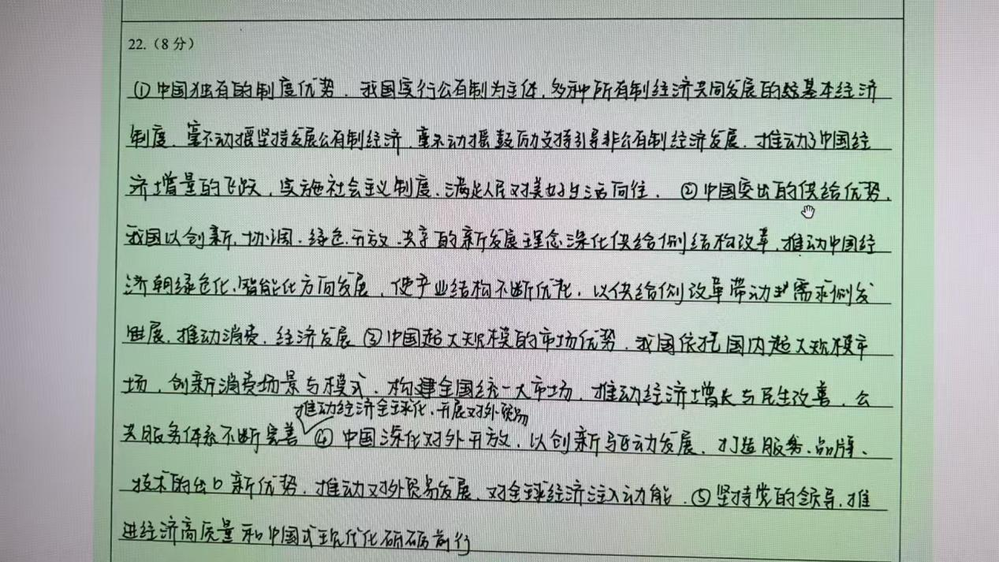 22.（8 分）
①中国独有的制度优势．我国实行公有制为主体,多种所有制经济共同发展的基本经济
制度．毫不动摇坚持发展公有制经济．毫不动摇鼓励支持引导非公有制经济发展．推动了中国经
济增量的飞跃．实施社会主义制度．满足人民对美好生活向往． ②中国突出的供给优势．
我国以创新．协调．绿色．开放．共享的新发展理念深化供给侧结构改革．推动中国经
济朝绿色化、智能化方向发展．使产业结构不断优化．以供给侧改革带动需求侧发
展．推动消费．经济发展 ③中国超大规模的市场优势．我国依托国内超大规模市
场．创新消费场景与模式．构建全国统一大市场．推动经济增长与民生改善．公
推动经济全球化．开展对外贸易
共服务体系不断完善 ④ 中国深化对外开放．以创新驱动发展．打造服务、品牌、
技术的出口新优势．推动对外贸易发展．对全球经济注入动能．⑤坚持党的领导．推
进经济高质量和中国式现代化砥砺前行